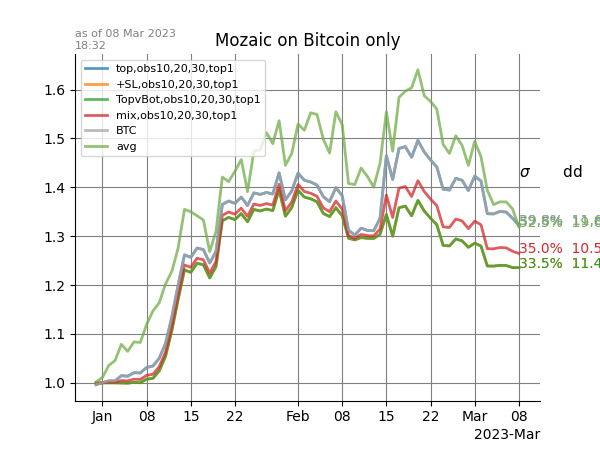 as of 08 Mar 2023
18:32
Mozaic on Bitcoin only
top,obs10,20,30,top1
+SL,obs10,20,30,top1
TopvBot,obs10,20,30,top1
mix,obs10,20,30,top1
BTC
avg
1.6
1.5
1.4
1.3
1.2
1.1
1.0
σ dd
35.0% 10.5
33.5% 11.4
Jan 08 15 22 Feb 08 15 22 Mar 08
2023-Mar